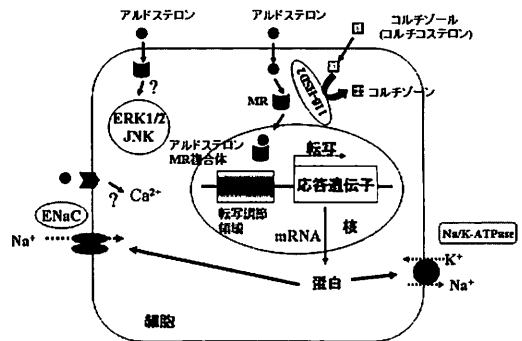 アルドステロン
アルドステロン
コルチゾール
(コルチコステロン)
?
MR
11β-HSD2
コルチゾーン
ERK1/2
JNK
アルドステロン
MR複合体
転写
応答遺伝子
転写調節
領域
?
Ca²⁺
ENaC
Na⁺
mRNA
核
Na/K-ATPase
K⁺
Na⁺
蛋白
細胞